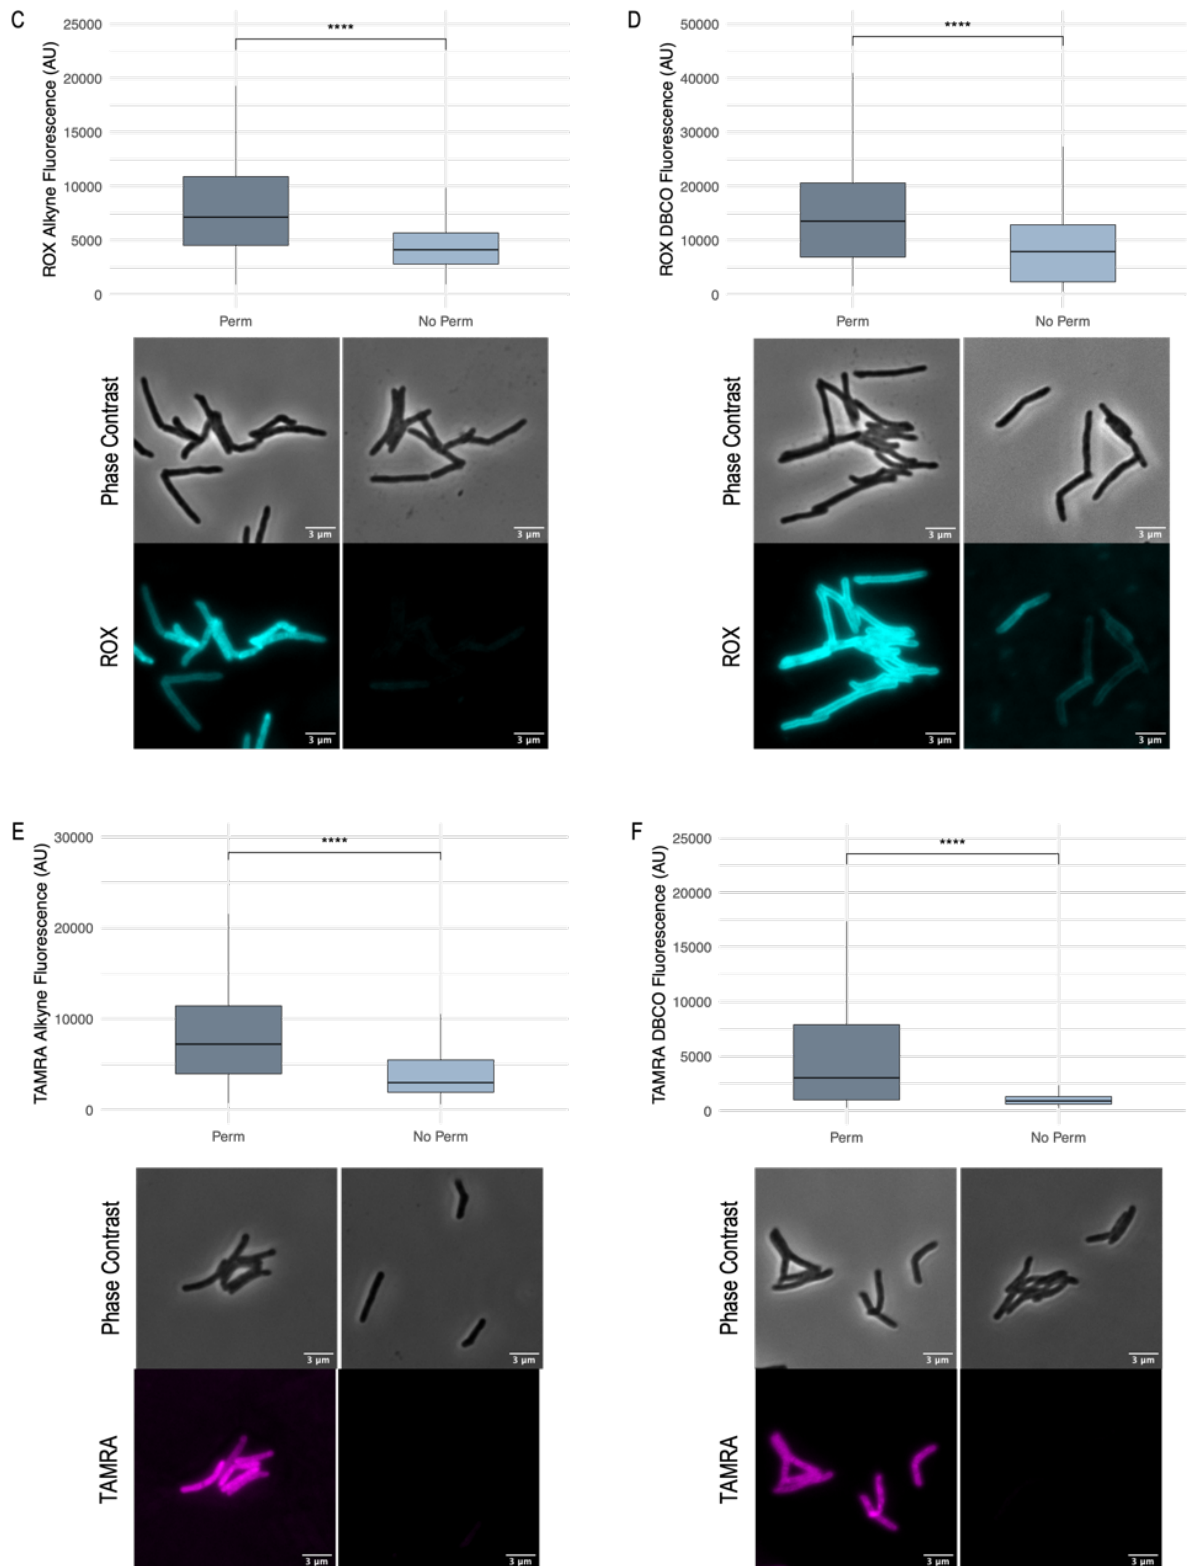 C
ROX Alkyne Fluorescence (AU)
25000
20000
15000
10000
5000
0
****
Perm
No Perm
Phase Contrast
3 µm
3 µm
ROX
3 µm
3 µm
D
ROX DBCO Fluorescence (AU)
50000
40000
30000
20000
10000
0
****
Perm
No Perm
Phase Contrast
3 µm
3 µm
ROX
3 µm
3 µm
E
TAMRA Alkyne Fluorescence (AU)
30000
20000
10000
0
****
Perm
No Perm
Phase Contrast
3 µm
3 µm
TAMRA
3 µm
3 µm
F
TAMRA DBCO Fluorescence (AU)
25000
20000
15000
10000
5000
0
****
Perm
No Perm
Phase Contrast
3 µm
3 µm
TAMRA
3 µm
3 µm